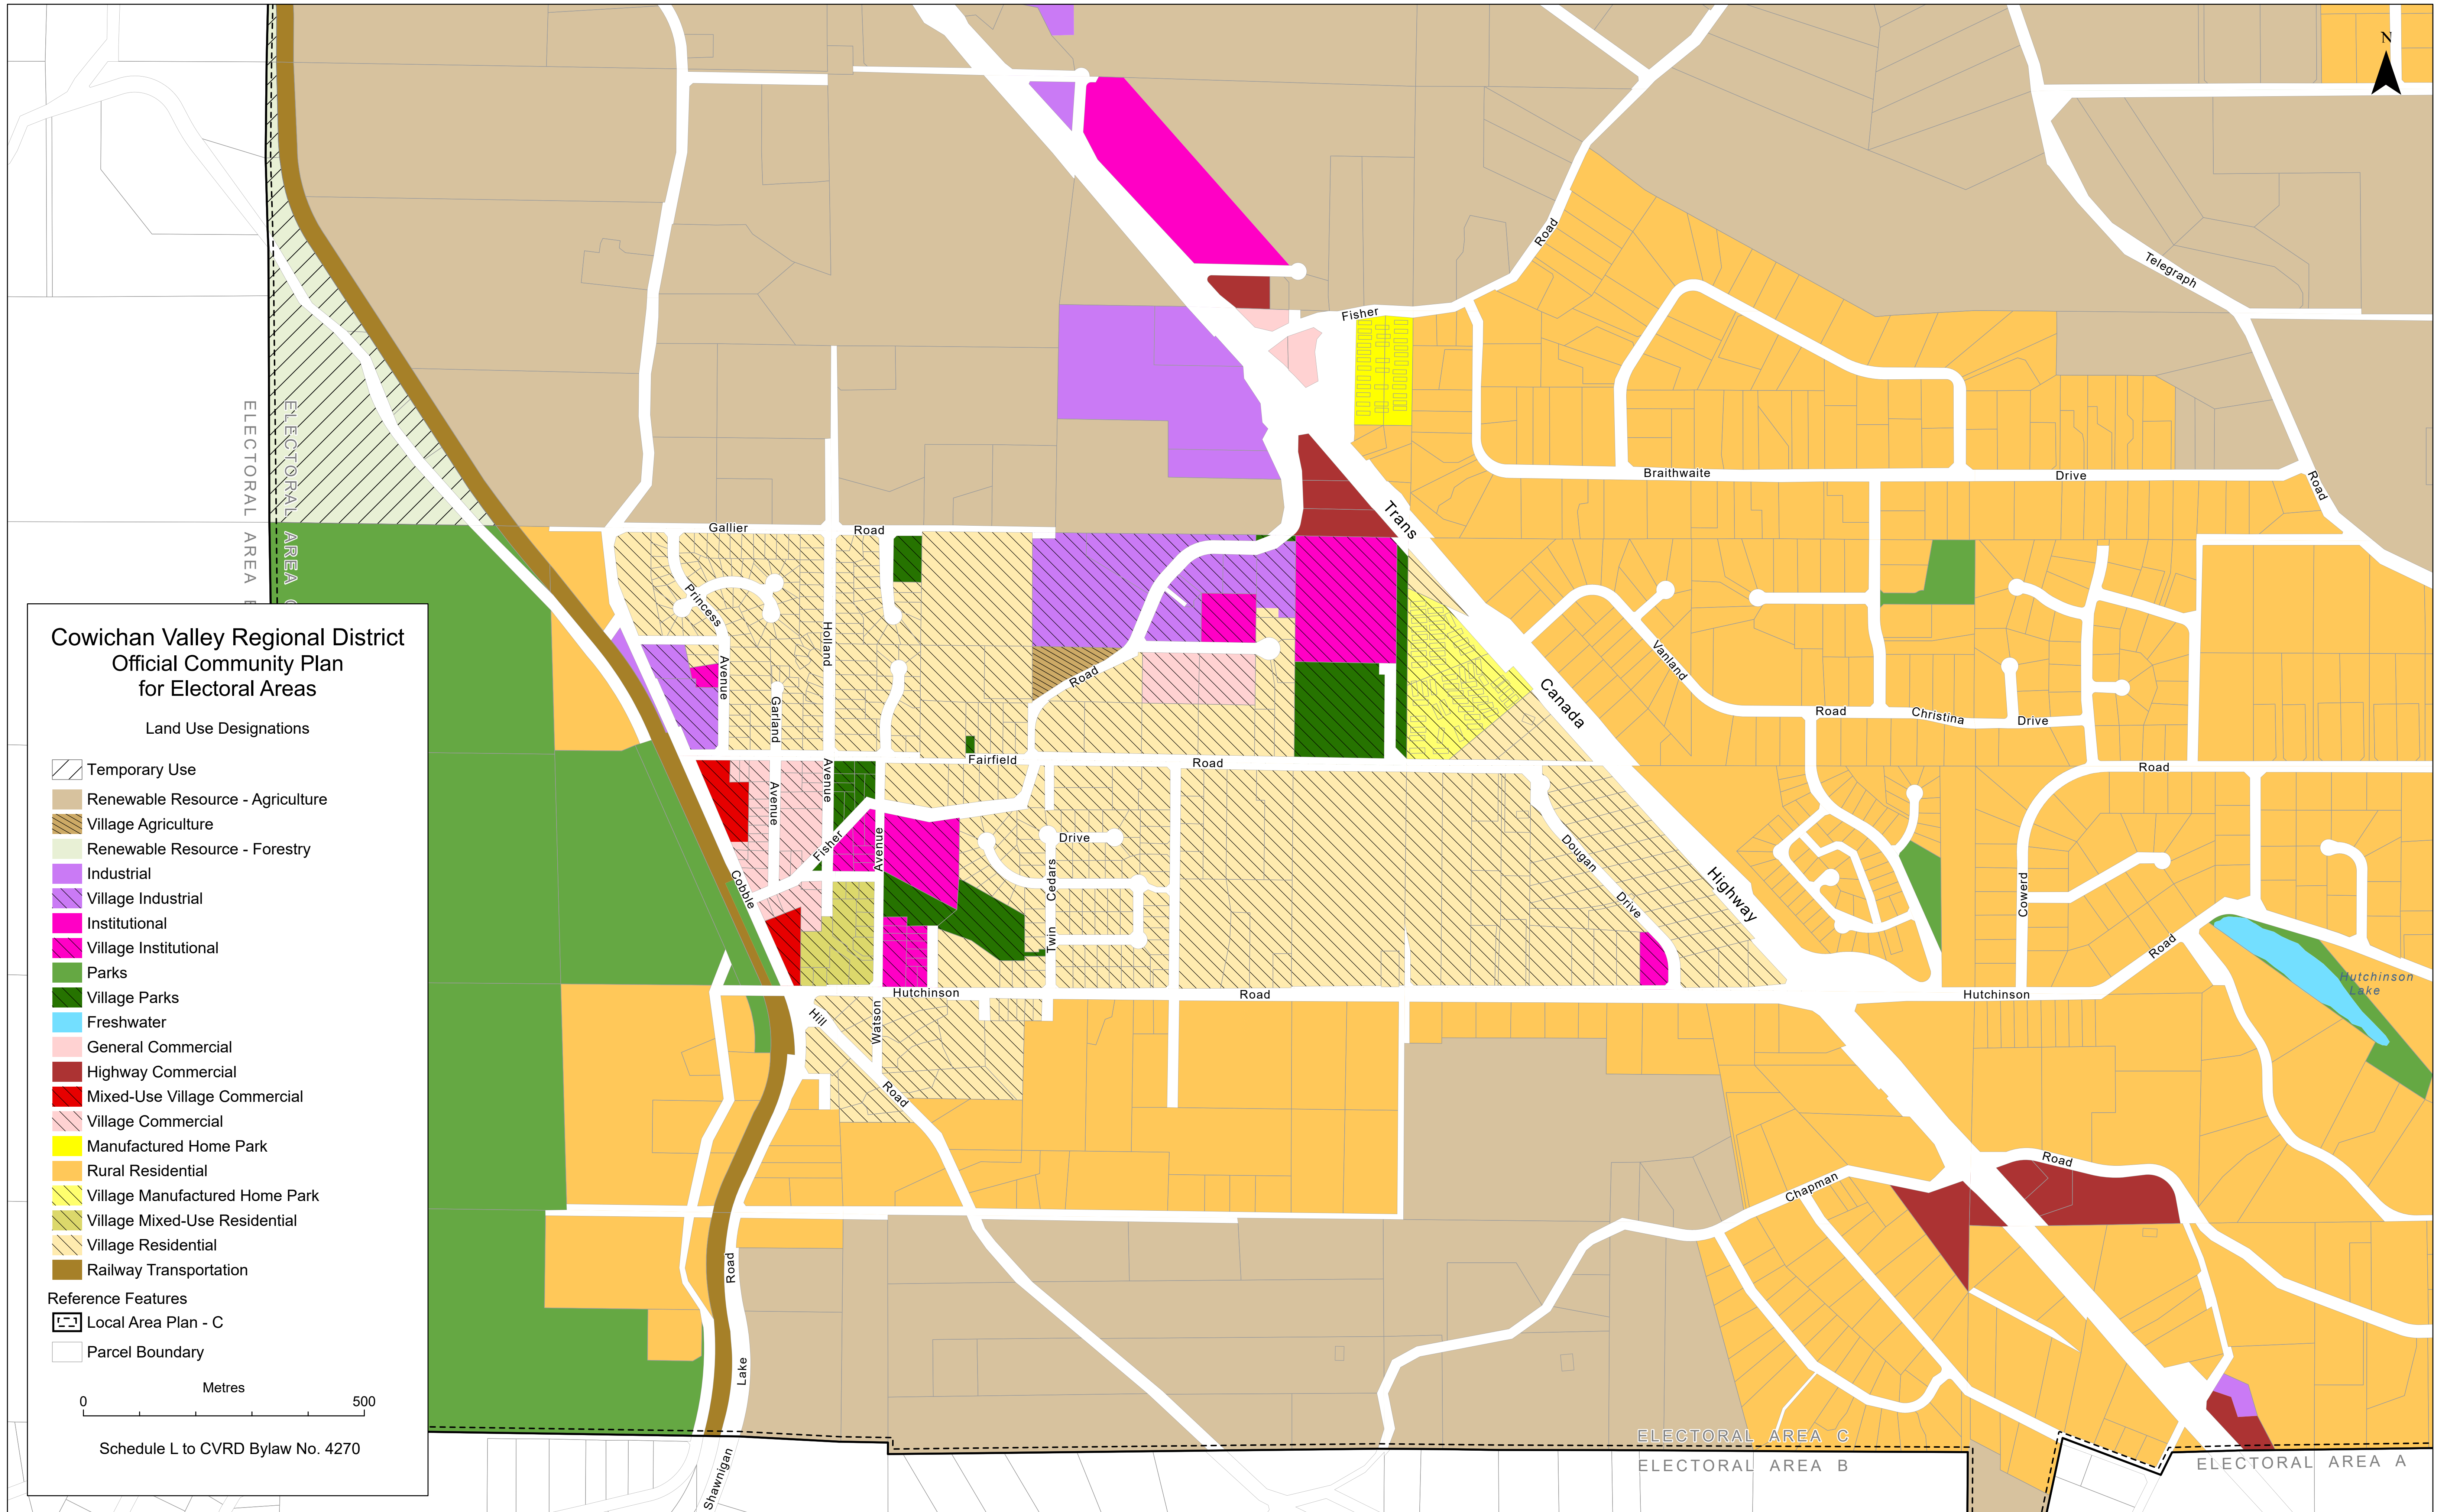 N
Fisher
Road
Telegraph
Road
Braithwaite
Drive
Trans
Canada
Highway
ELECTORAL AREA
ELECTORAL AREA
Gallier
Road
Princess
Avenue
Holland
Avenue
Garland
Avenue
Road
Fairfield
Road
Vanland
Road
Christina
Drive
Road
Cowerd
Fisher
Avenue
Cobble
Drive
Cedars
Twin
Dougan
Drive
Hutchinson
Road
Hutchinson
Road
Hutchinson
Lake
Hill
Road
Watson
Chapman
Road
Road
Lake
Shawnigan
ELECTORAL AREA C
ELECTORAL AREA B
ELECTORAL AREA A
Cowichan Valley Regional District
Official Community Plan
for Electoral Areas
Land Use Designations
Temporary Use
Renewable Resource - Agriculture
Village Agriculture
Renewable Resource - Forestry
Industrial
Village Industrial
Institutional
Village Institutional
Parks
Village Parks
Freshwater
General Commercial
Highway Commercial
Mixed-Use Village Commercial
Village Commercial
Manufactured Home Park
Rural Residential
Village Manufactured Home Park
Village Mixed-Use Residential
Village Residential
Railway Transportation
Reference Features
Local Area Plan - C
Parcel Boundary
Metres
0 500
Schedule L to CVRD Bylaw No. 4270